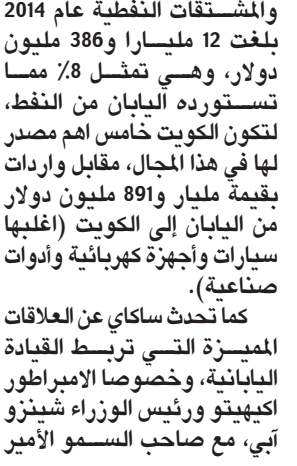 والمشتقات النفطية عام 2014
بلغت 12 مليارا و386 مليون
دولار، وهي تمثل 8٪ مما
تستورده اليابان من النفط،
لتكون الكويت خامس اهم مصدر
لها في هذا المجال، مقابل واردات
بقيمة مليار و891 مليون دولار
من اليابان إلى الكويت (اغلبها
سيارات وأجهزة كهربائية وأدوات
صناعية).
كما تحدث ساكاي عن العلاقات
المميزة التي تربط القيادة
اليابانية، وخصوصا الامبراطور
اكيهيتو ورئيس الوزراء شينزو
آبي، مع صاحب السمو الأمير